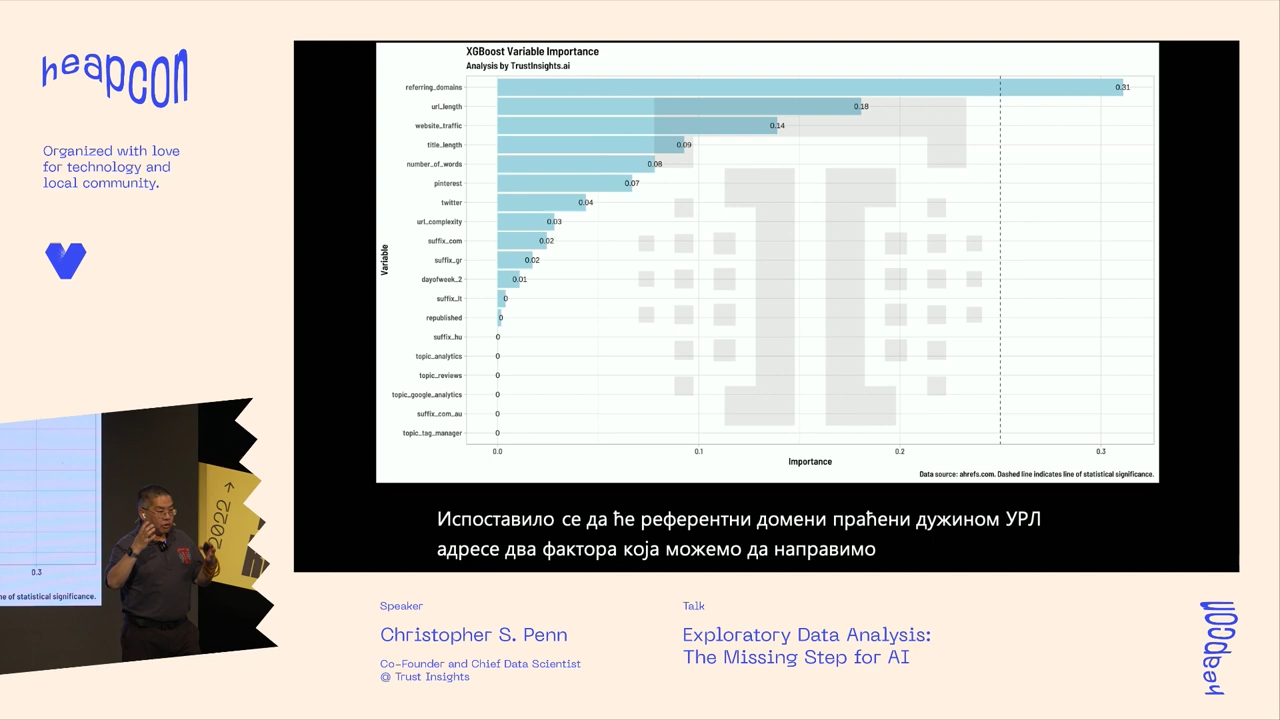 heapcon
Organized with love
for technology and
local community.
XGBoost Variable Importance
Analysis by TrustInsights.ai
Variable
referring_domains 0.31
url_length 0.18
website_traffic 0.14
title_length 0.09
number_of_words 0.08
pinterest 0.07
twitter 0.04
url_complexity 0.03
suffix_com 0.02
suffix_gr 0.02
dayofweek_2 0.01
suffix_lt 0
republished 0
suffix_hu 0
topic_analytics 0
topic_reviews 0
topic_google_analytics 0
suffix_com_au 0
topic_tag_manager 0
0.0 0.1 0.2 0.3
Importance
Data source: ahrefs.com. Dashed line indicates line of statistical significance.
Испоставило се да ће референтни домени праћени дужином УРЛ
адресе два фактора која можемо да направимо
0.3
ne of statistical significance.
2022 →
Speaker
Christopher S. Penn
Co-Founder and Chief Data Scientist
@ Trust Insights
Talk
Exploratory Data Analysis:
The Missing Step for AI
heapcon